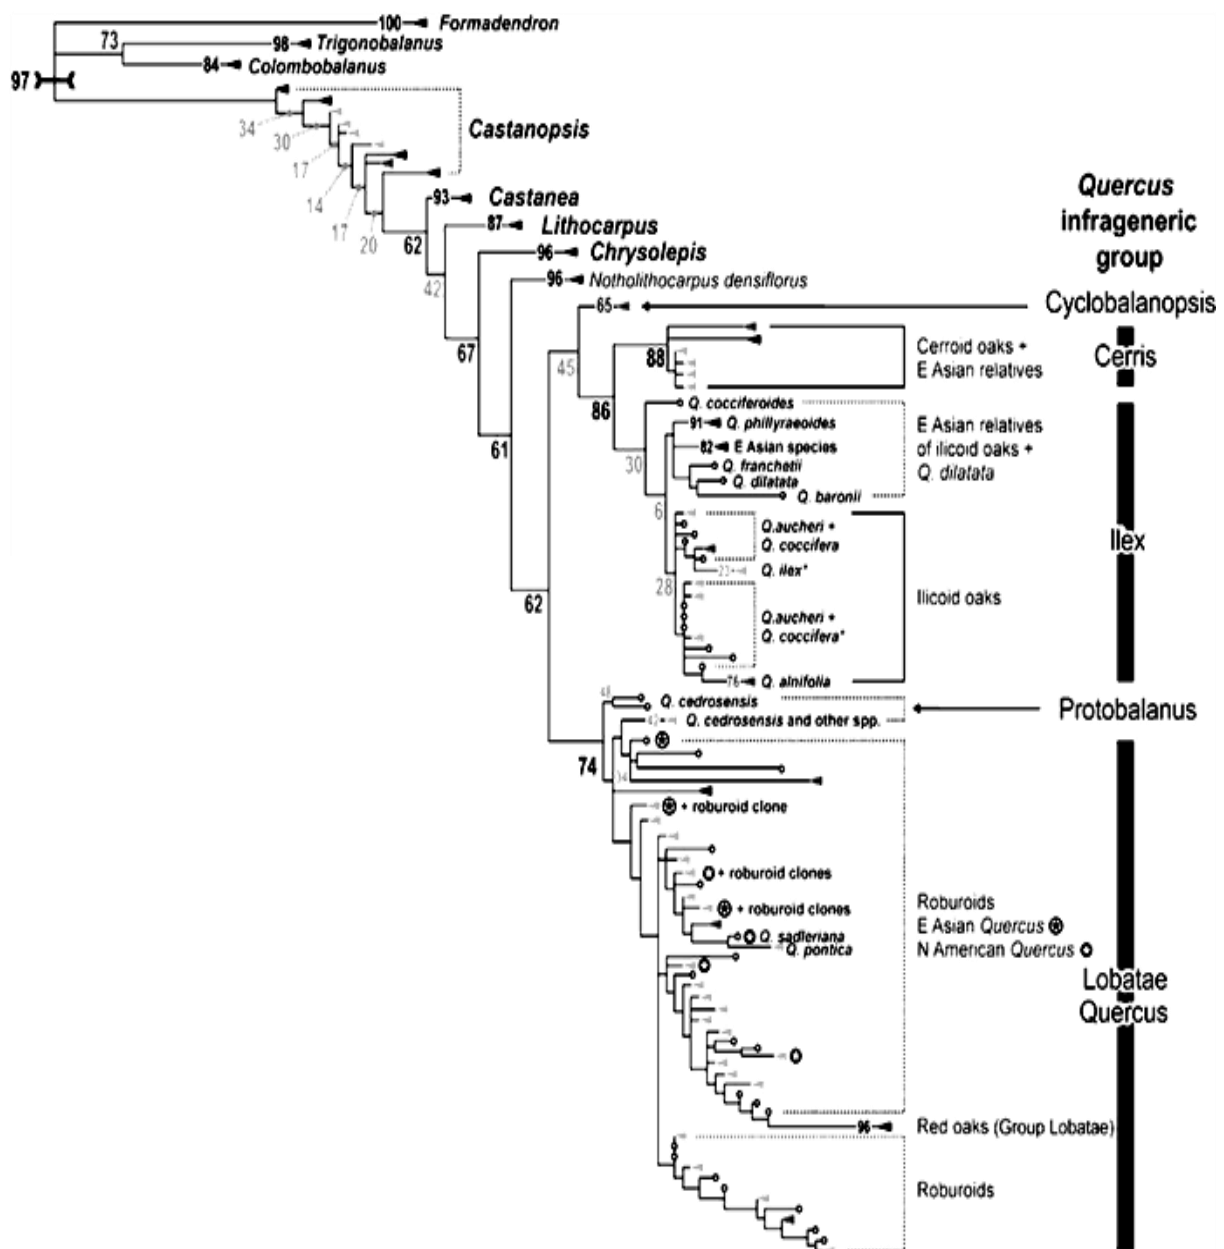 100 Formadendron
73
98 Trigonobalanus
84 Colombobalanus
97
34
30
17
14
17
20
Castanopsis
62
93 Castanea
87 Lithocarpus
42
96 Chrysolepis
67
96 Notholithocarpus densiflorus
61
Quercus
infrageneric
group
65
Cyclobalanopsis
45
88
Cerroid oaks +
E Asian relatives
Cerris
86
Q. cocciferoides
91 Q. phillyraeoides
82 E Asian species
Q. franchetii
Q. dilatata
Q. baronii
30
E Asian relatives
of ilicoid oaks +
Q. dilatata
6
Q.aucheri +
Q. coccifera
23 Q. ilex*
28
Q.aucheri +
Q. coccifera*
76 Q. alnifolia
Ilicoid oaks
Ilex
62
48
Q. cedrosensis
42 Q. cedrosensis and other spp.
Protobalanus
74
+ roburoid clone
+ roburoid clones
+ roburoid clones
Q. sadleriana
Q. pontica
Roburoids
E Asian Quercus
N American Quercus
Lobatae
Quercus
96
Red oaks (Group Lobatae)
Roburoids